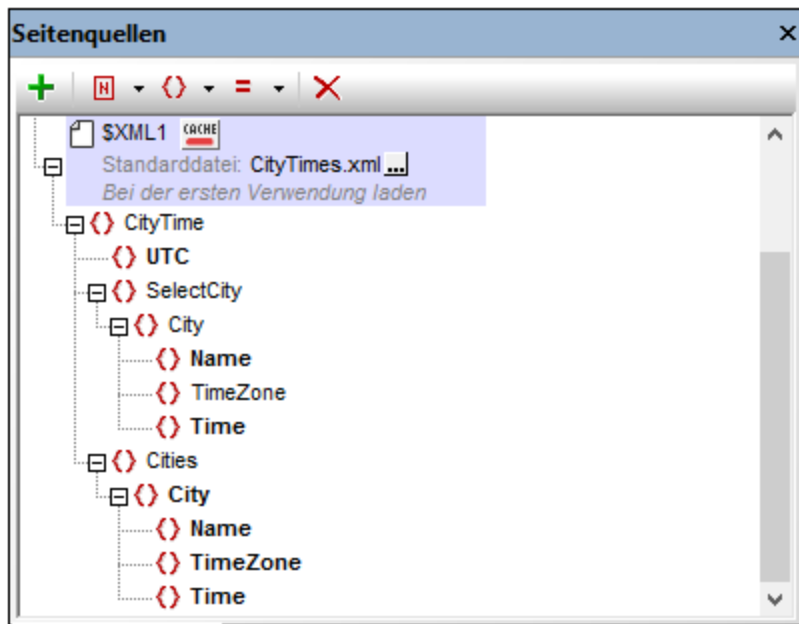 Seitenquellen
$XML1 CACHE
Standarddatei: CityTimes.xml ...
Bei der ersten Verwendung laden
{} CityTime
{} UTC
{} SelectCity
{} City
{} Name
{} TimeZone
{} Time
{} Cities
{} City
{} Name
{} TimeZone
{} Time